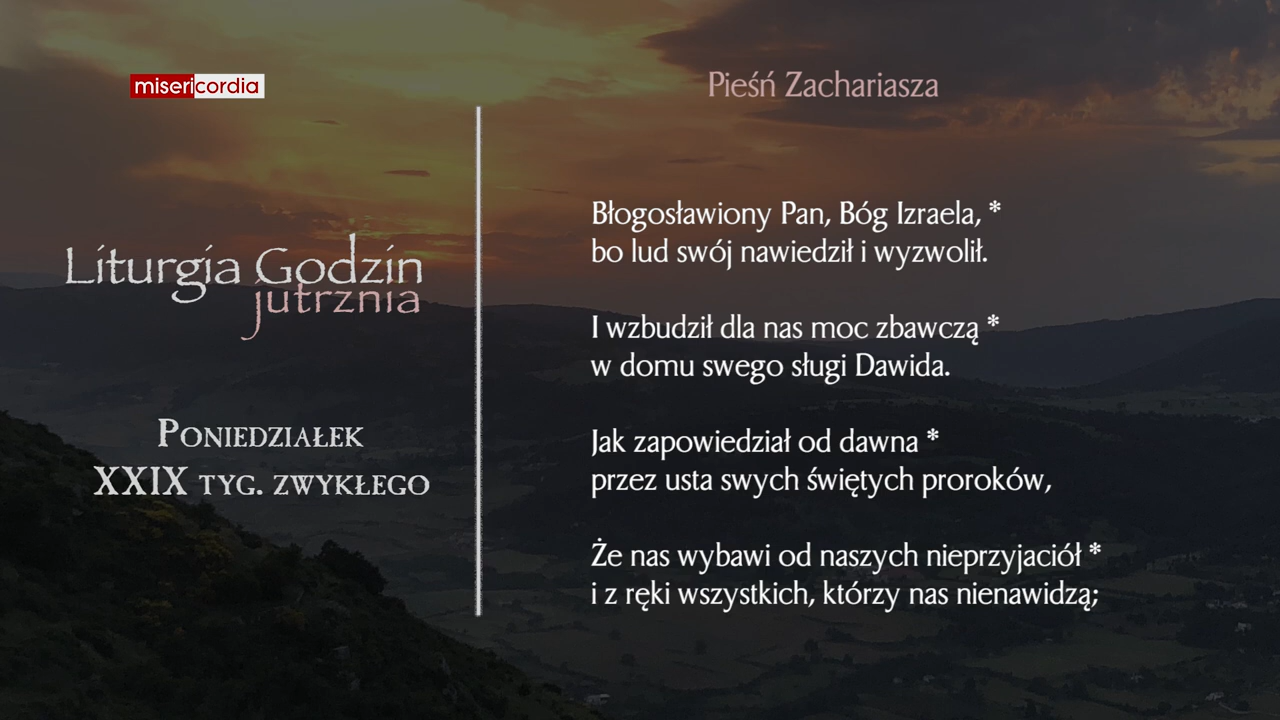 misericordia
Liturgia Godzin
jutrznia
Poniedziałek
XXIX tyg. zwykłego
Pieśń Zachariasza
Błogosławiony Pan, Bóg Izraela, *
bo lud swój nawiedził i wyzwolił.
I wzbudził dla nas moc zbawczą *
w domu swego sługi Dawida.
Jak zapowiedział od dawna *
przez usta swych świętych proroków,
Że nas wybawi od naszych nieprzyjaciół *
i z ręki wszystkich, którzy nas nienawidzą;